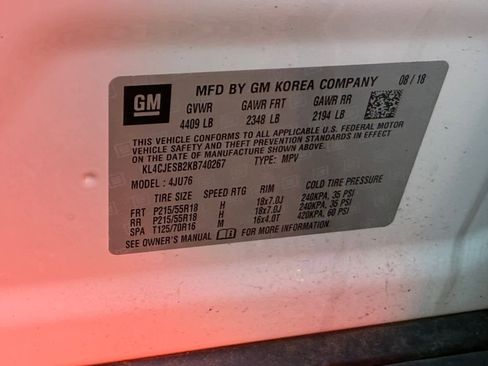 GM
MFD BY GM KOREA COMPANY 08 / 18
GVWR GAWR FRT GAWR RR
4409 LB 2348 LB 2194 LB
THIS VEHICLE CONFORMS TO ALL APPLICABLE U.S. FEDERAL MOTOR
VEHICLE SAFETY AND THEFT PREVENTION STANDARDS IN EFFECT
ON THE DATE OF MANUFACTURE SHOWN ABOVE.
KL4CJESB2KB740267 TYPE: MPV
MODEL: 4JU76
TIRE SIZE SPEED RTG RIM COLD TIRE PRESSURE
FRT P215/55R18 H 18x7.0J 240KPA, 35 PSI
RR P215/55R18 H 18x7.0J 240KPA, 35 PSI
SPA T125/70R16 M 16x4.0T 420KPA, 60 PSI
SEE OWNER'S MANUAL FOR MORE INFORMATION.